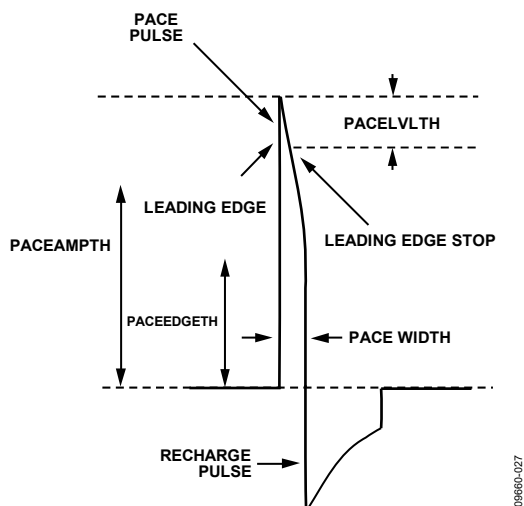 PACE
PULSE
PACELVLTH
LEADING EDGE
LEADING EDGE STOP
PACEAMPTH
PACEEDGETH
PACE WIDTH
RECHARGE
PULSE
09660-027